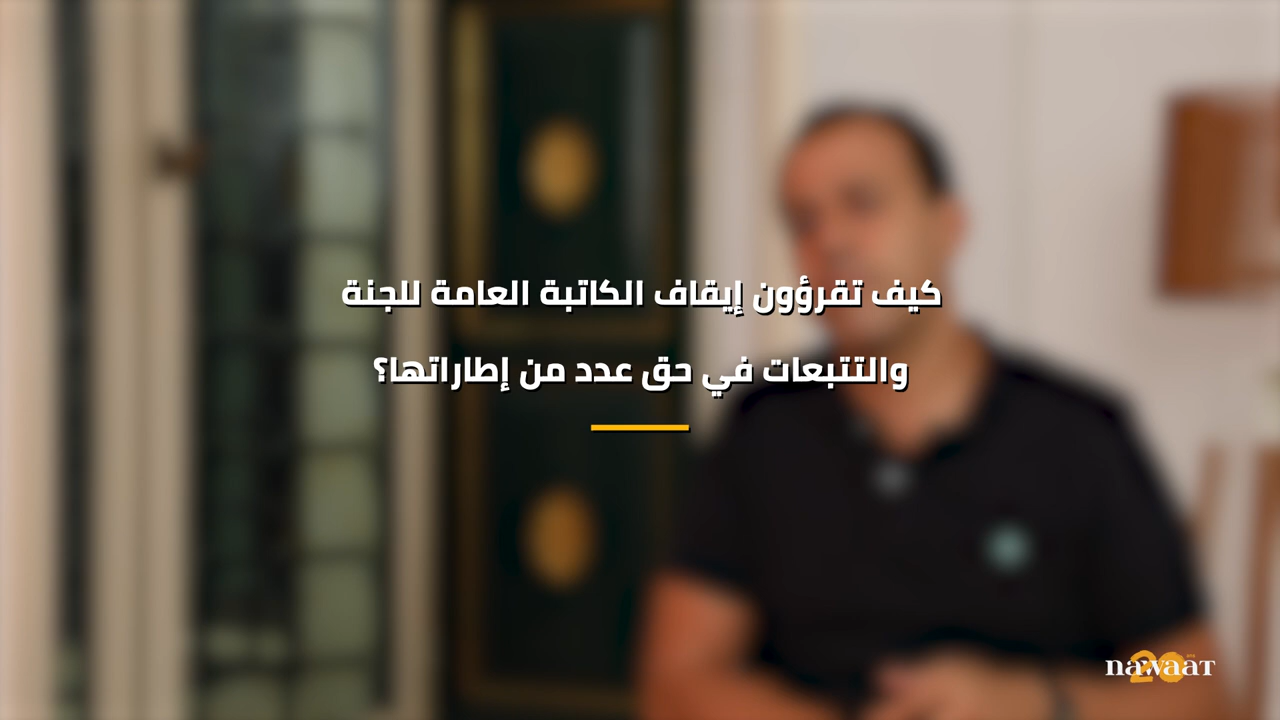 كيف تقرؤون إيقاف الكاتبة العامة للجنة
والتتبعات في حق عدد من إطاراتها؟
nawaat
20